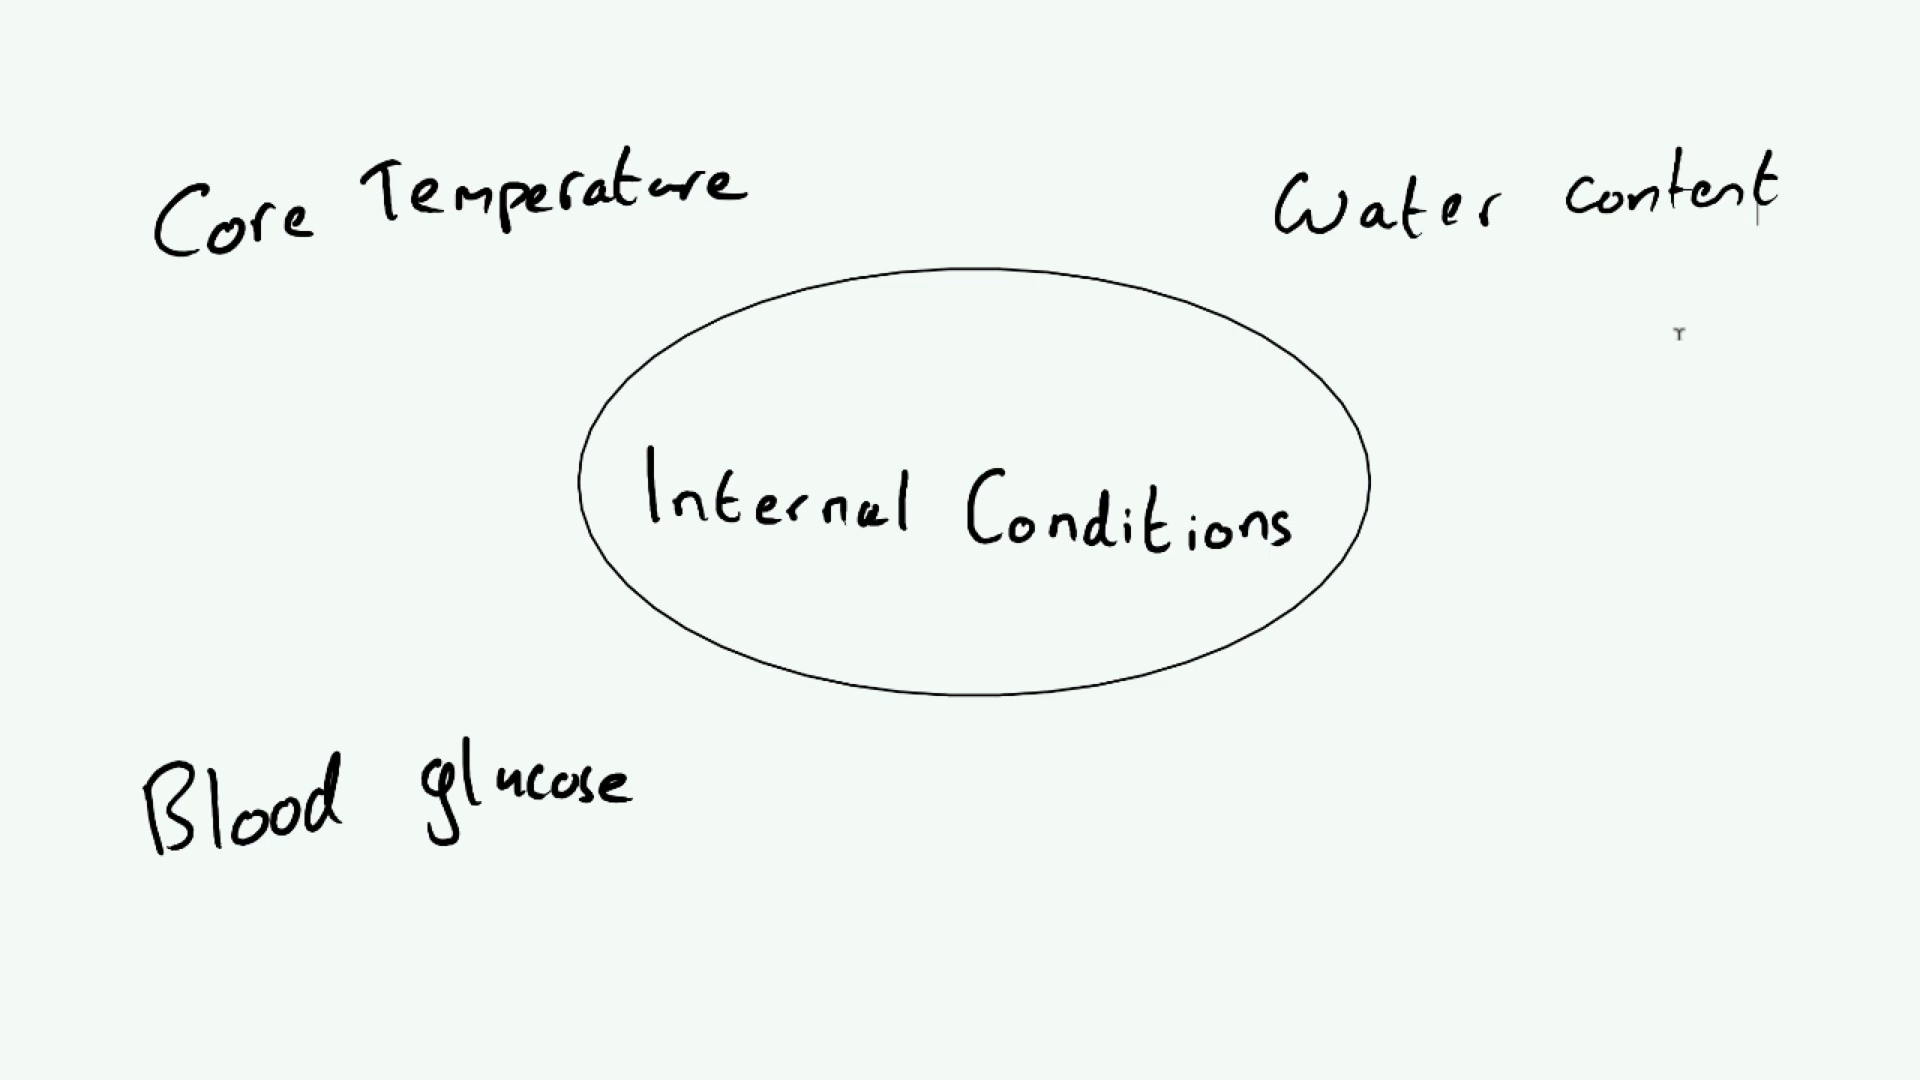 Core Temperature
Water content
Internal Conditions
Blood glucose